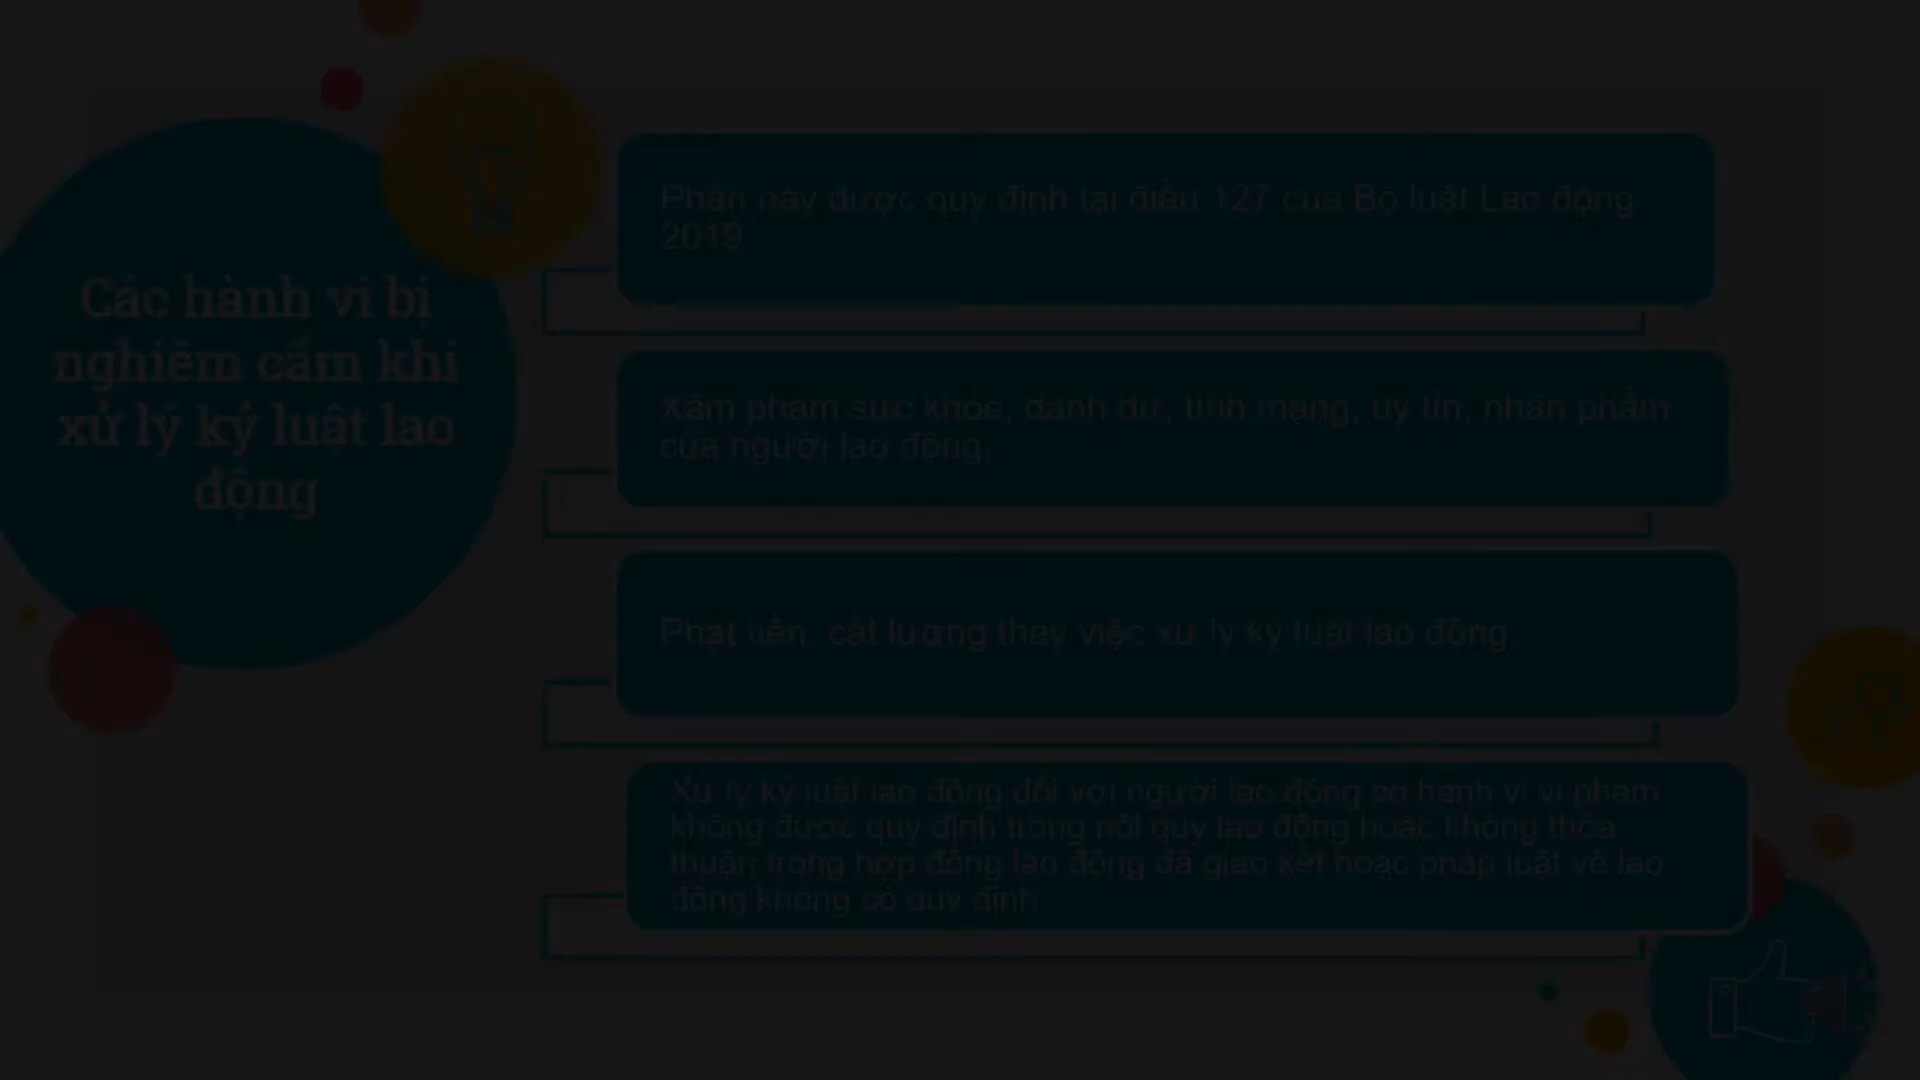 Các hành vi bị
nghiêm cấm khi
xử lý kỷ luật lao
động
Phần này được quy định tại điều 127 của Bộ luật Lao động
2019
Xâm phạm sức khỏe, danh dự, tính mạng, uy tín, nhân phẩm
của người lao động.
Phạt tiền, cắt lương thay việc xử lý kỷ luật lao động.
Xử lý kỷ luật lao động đối với người lao động có hành vi vi phạm
không được quy định trong nội quy lao động hoặc không thỏa
thuận trong hợp đồng lao động đã giao kết hoặc pháp luật về lao
động không có quy định